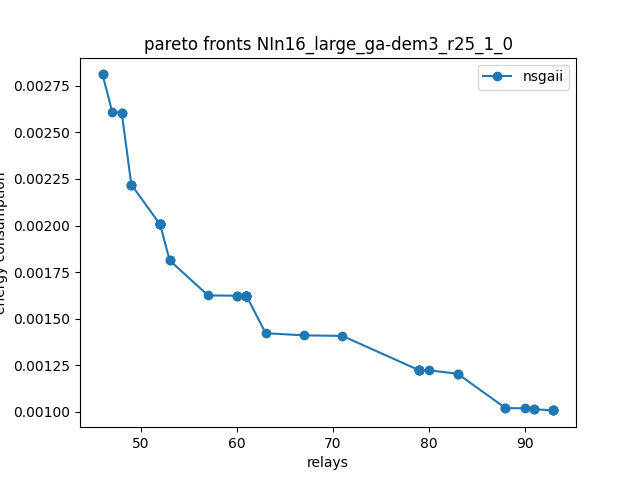 pareto fronts NIn16_large_ga-dem3_r25_1_0
nsgaii
0.00275
0.00250
0.00225
0.00200
0.00175
0.00150
0.00125
0.00100
energy consumption
50 60 70 80 90
relays